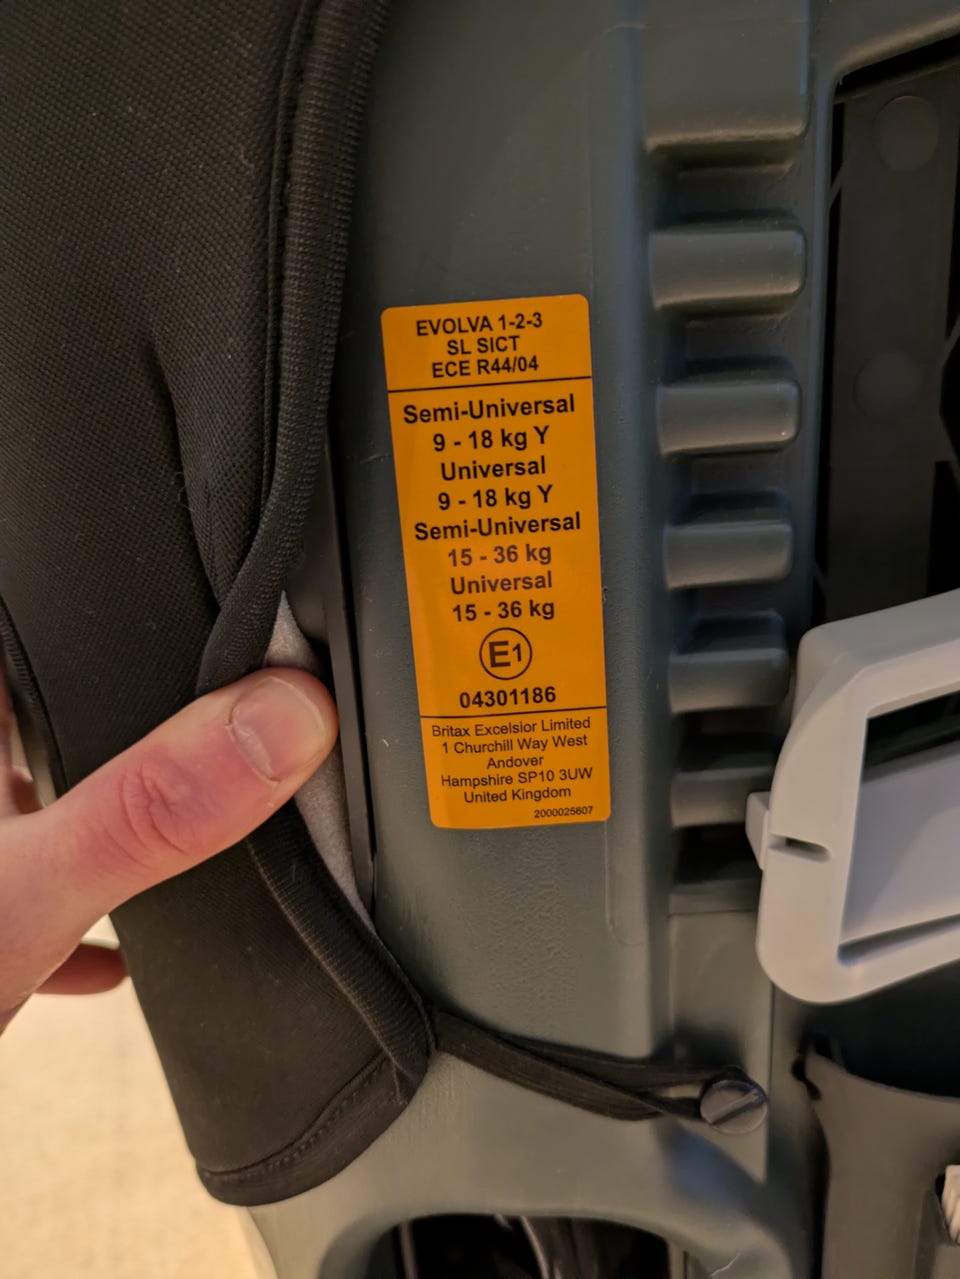 EVOLVA 1-2-3
SL SICT
ECE R44/04
Semi-Universal
9 - 18 kg Y
Universal
9 - 18 kg Y
Semi-Universal
15 - 36 kg
Universal
15 - 36 kg
E1
04301186
Britax Excelsior Limited
1 Churchill Way West
Andover
Hampshire SP10 3UW
United Kingdom
2000025607